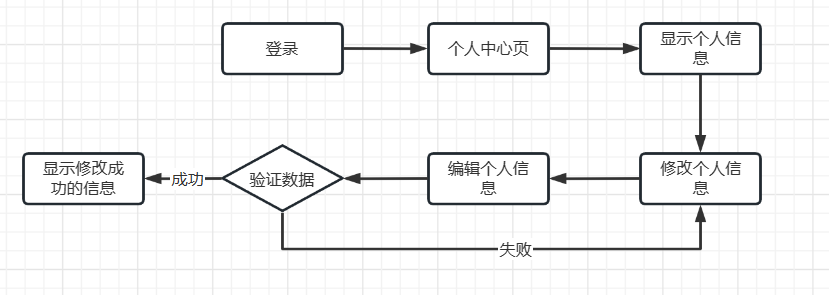 登录
个人中心页
显示个人信
息
显示修改成
功的信息
成功
验证数据
编辑个人信
息
修改个人信
息
失败